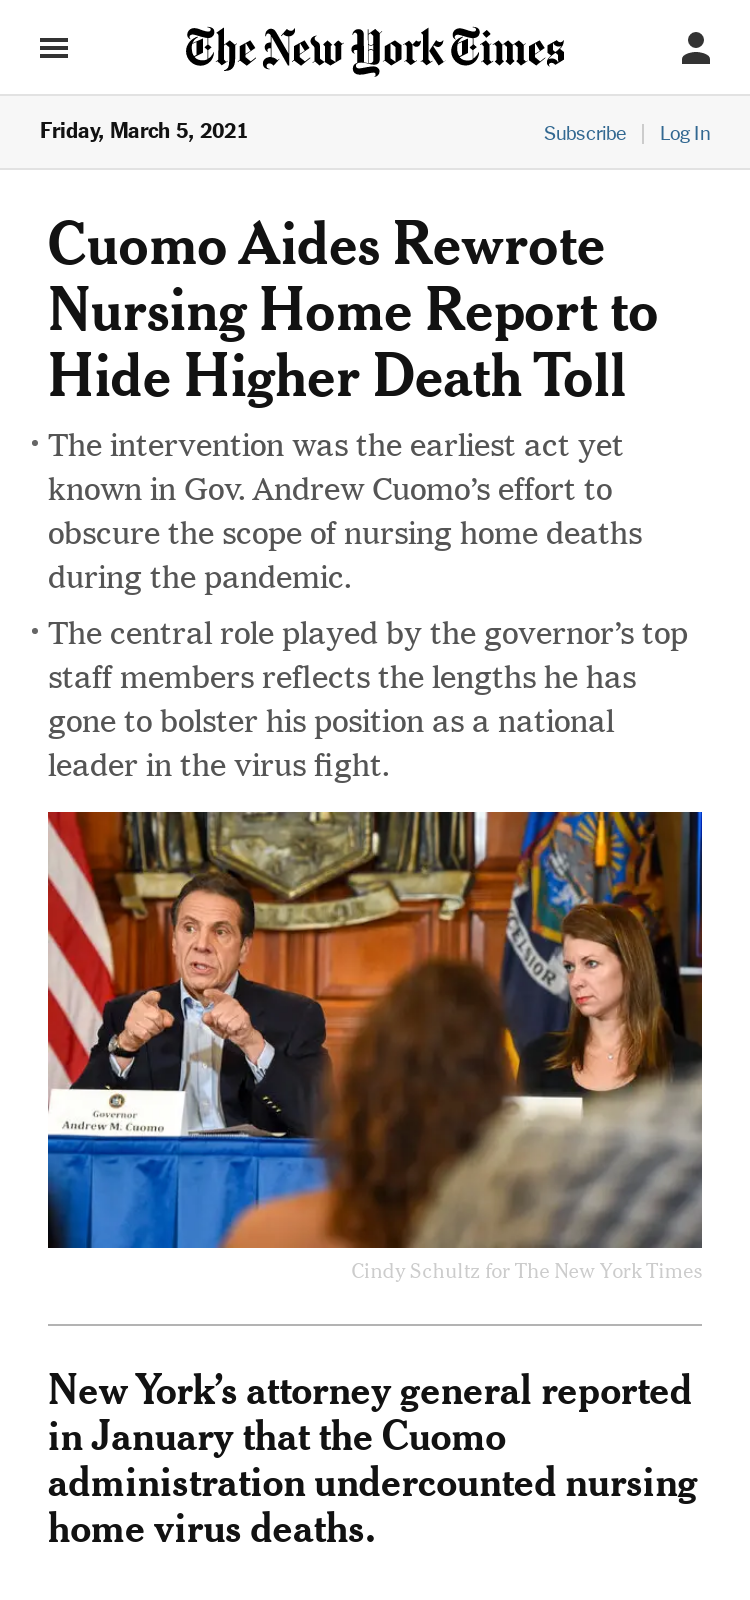 The New York Times
Friday, March 5, 2021
Subscribe | Log In
Cuomo Aides Rewrote
Nursing Home Report to
Hide Higher Death Toll
• The intervention was the earliest act yet
known in Gov. Andrew Cuomo’s effort to
obscure the scope of nursing home deaths
during the pandemic.
• The central role played by the governor’s top
staff members reflects the lengths he has
gone to bolster his position as a national
leader in the virus fight.
CELSIOR
Governor
Andrew M. Cuomo
Cindy Schultz for The New York Times
New York’s attorney general reported
in January that the Cuomo
administration undercounted nursing
home virus deaths.